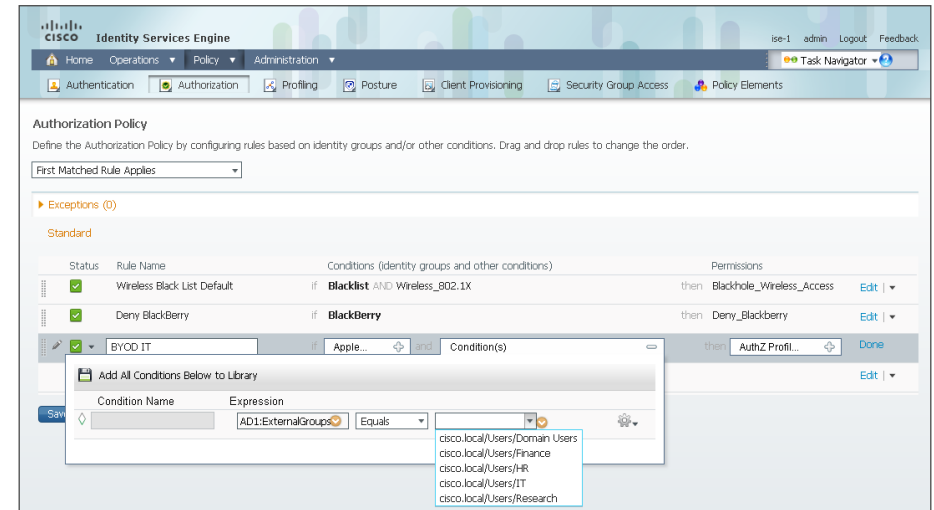 CISCO Identity Services Engine
ise-1 admin Logout Feedback
Home Operations Policy Administration
Task Navigator
Authentication Authorization Profiling Posture Client Provisioning Security Group Access Policy Elements
Authorization Policy
Define the Authorization Policy by configuring rules based on identity groups and/or other conditions. Drag and drop rules to change the order.
First Matched Rule Applies
Exceptions (0)
Standard
Status Rule Name Conditions (identity groups and other conditions) Permissions
Wireless Black List Default if Blacklist AND Wireless_802.1X then Blackhole_Wireless_Access Edit |
Deny BlackBerry if BlackBerry then Deny_Blackberry Edit |
BYOD IT if Apple... and Condition(s) then AuthZ Profil... Done
Add All Conditions Below to Library
Edit |
Condition Name Expression
Sav
AD1:ExternalGroups Equals
cisco.local/Users/Domain Users
cisco.local/Users/Finance
cisco.local/Users/HR
cisco.local/Users/IT
cisco.local/Users/Research